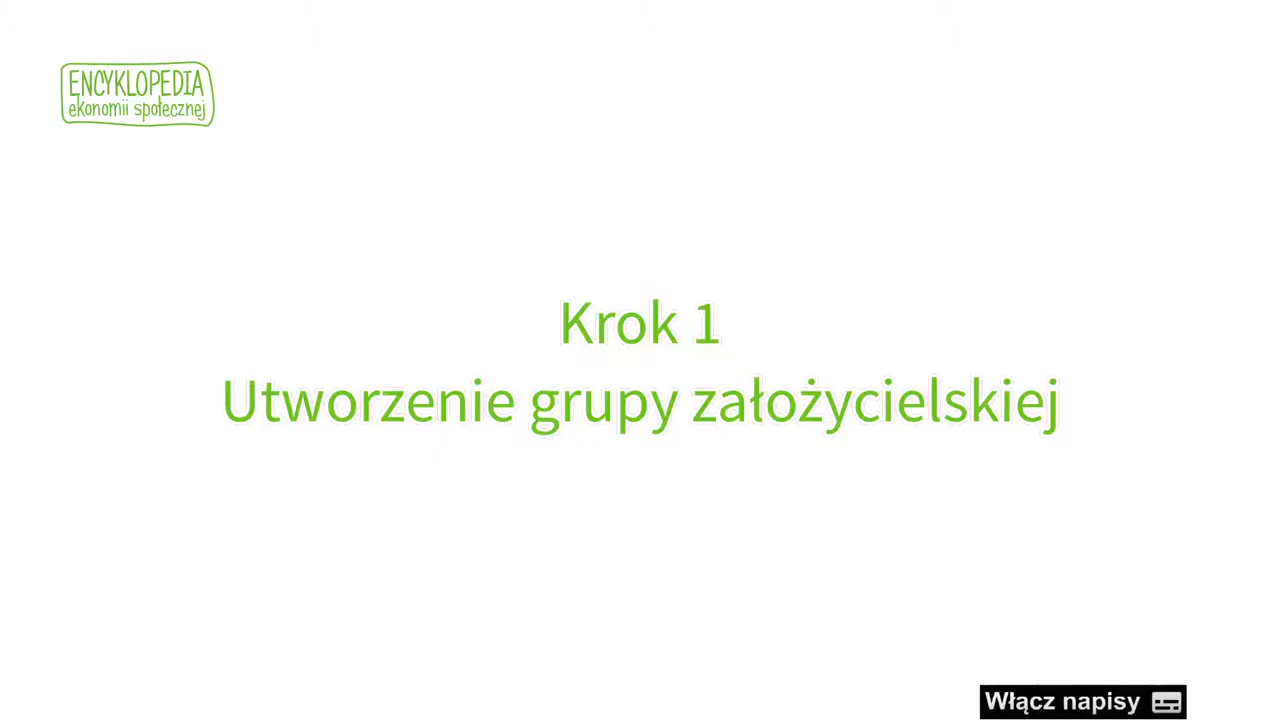 ENCYKLOPEDIA
ekonomii społecznej
Krok 1
Utworzenie grupy założycielskiej
Włącz napisy